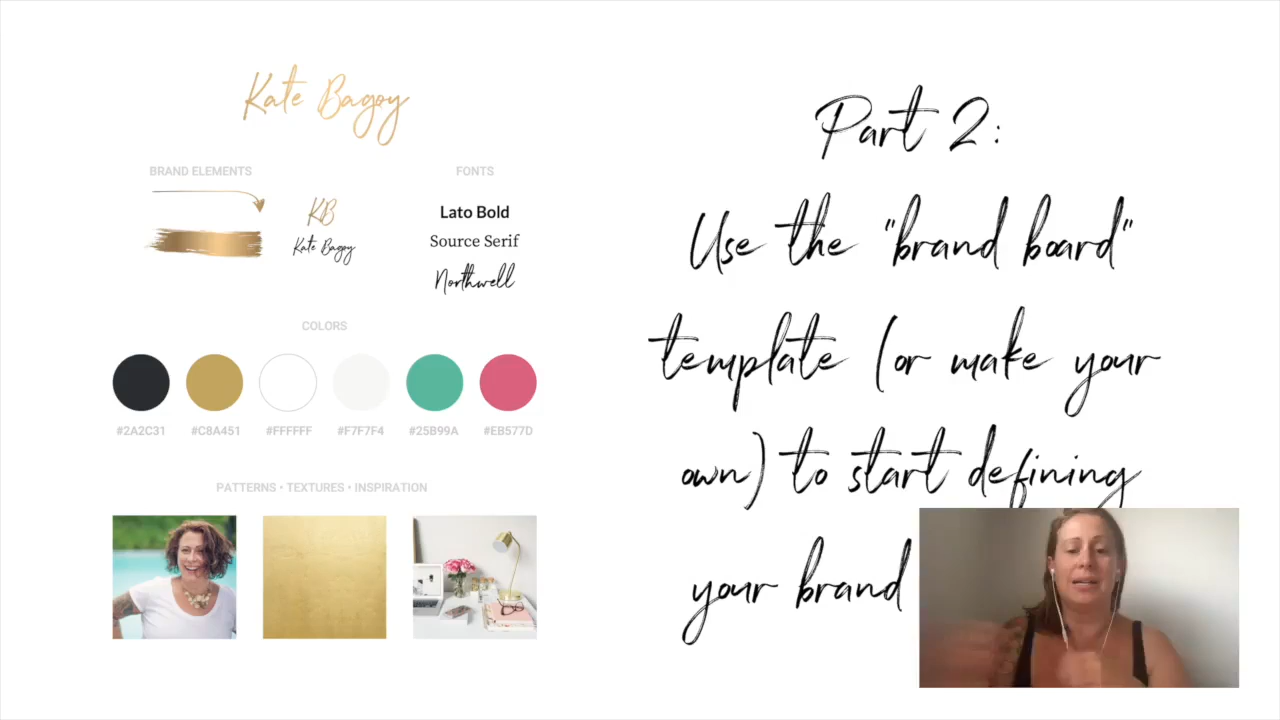 Kate Bagoy
BRAND ELEMENTS
KB
Kate Bagoy
FONTS
Lato Bold
Source Serif
Northwell
COLORS
#2A2C31 #C8A451 #FFFFFF #F7F7F4 #25B99A #EB577D
PATTERNS • TEXTURES • INSPIRATION
Part 2:
Use the "brand board"
template (or make your
own) to start defining
your brand